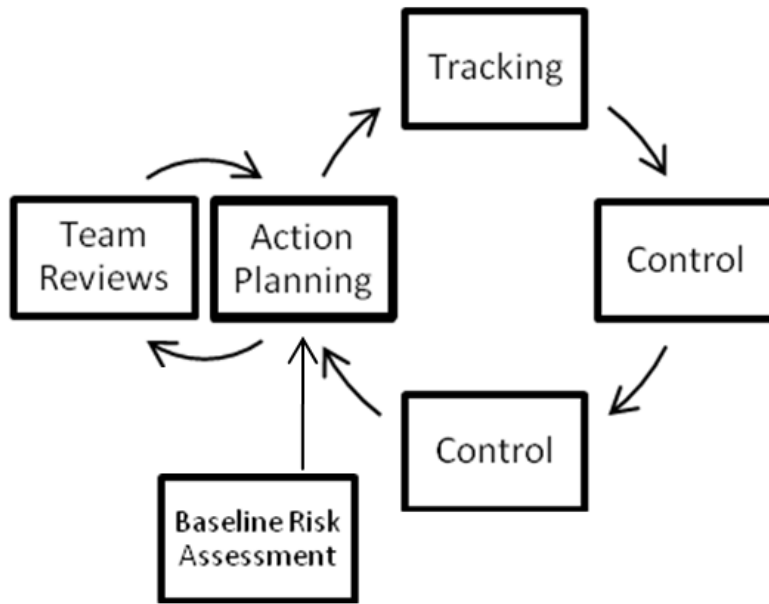 Tracking
Team
Reviews
Action
Planning
Control
Control
Baseline Risk
Assessment